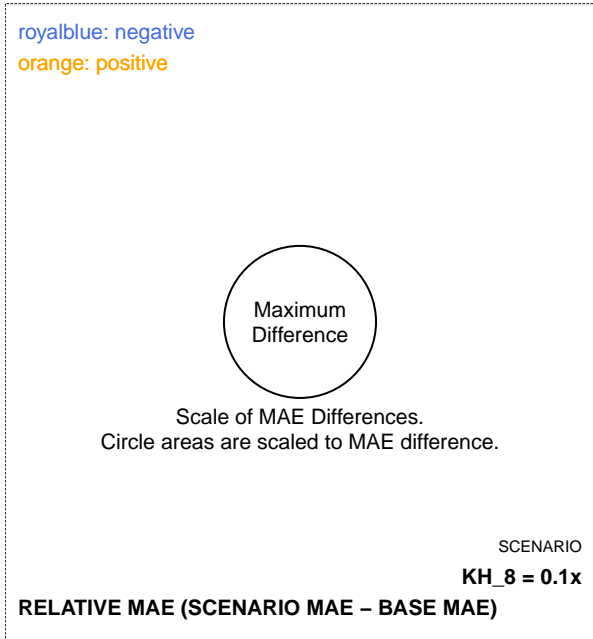 royalblue: negative
orange: positive
Maximum
Difference
Scale of MAE Differences.
Circle areas are scaled to MAE difference.
SCENARIO
KH_8 = 0.1x
RELATIVE MAE (SCENARIO MAE − BASE MAE)